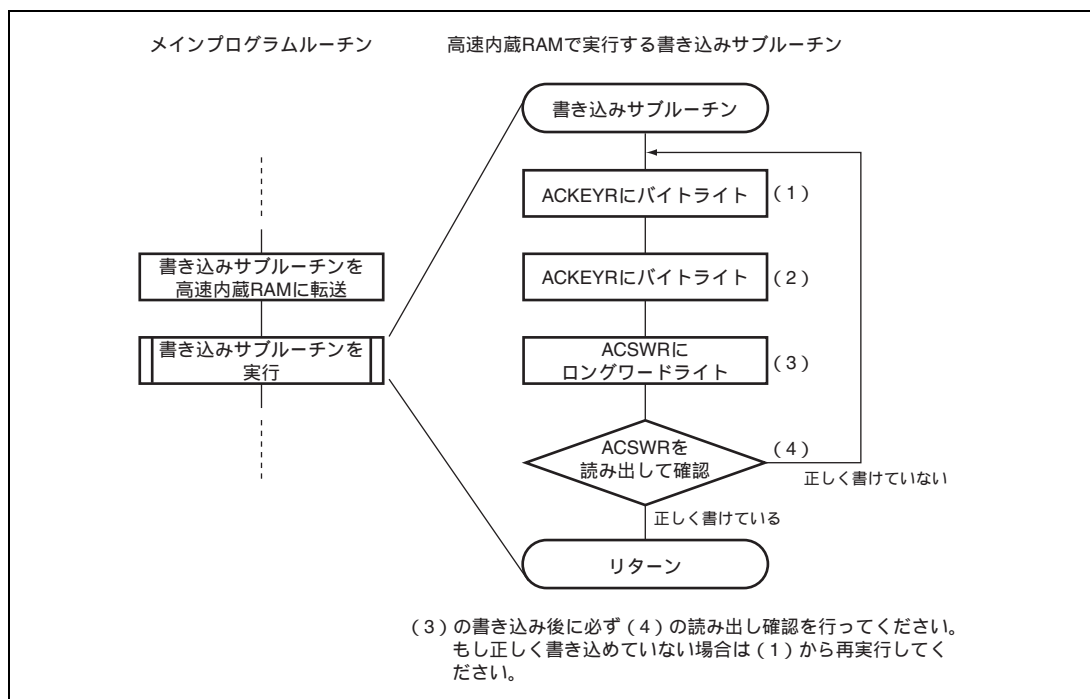 メインプログラムルーチン
高速内蔵RAMで実行する書き込みサブルーチン
書き込みサブルーチンを
高速内蔵RAMに転送
書き込みサブルーチンを
実行
書き込みサブルーチン
ACKEYRにバイトライト
(1)
ACKEYRにバイトライト
(2)
ACSWRに
ロングワードライト
(3)
ACSWRを
読み出して確認
(4)
正しく書けていない
正しく書けている
リターン
(3)の書き込み後に必ず(4)の読み出し確認を行ってください。
もし正しく書き込めていない場合は(1)から再実行してく
ださい。